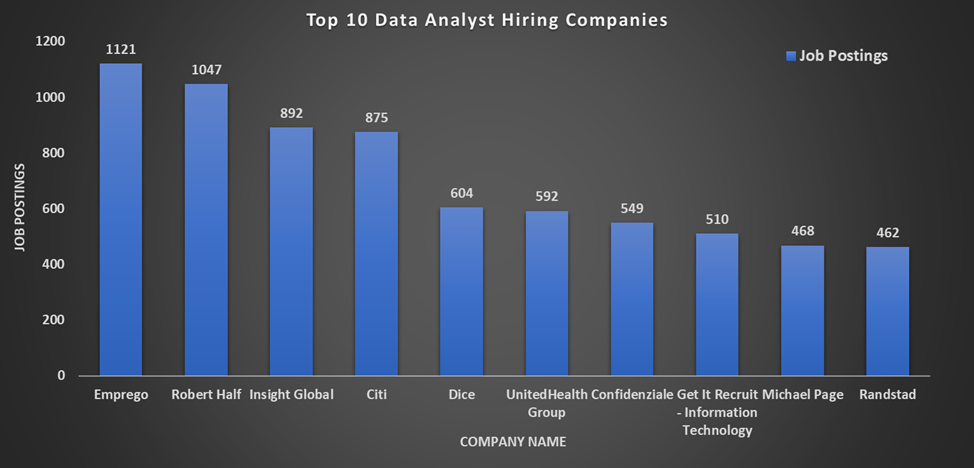 Top 10 Data Analyst Hiring Companies
Job Postings
JOB POSTINGS
1200
1000
800
600
400
200
0
1121
1047
892
875
604
592
549
510
468
462
Emprego
Robert Half
Insight Global
Citi
Dice
UnitedHealth
Group
Confidenziale
Get It Recruit
- Information
Technology
Michael Page
Randstad
COMPANY NAME